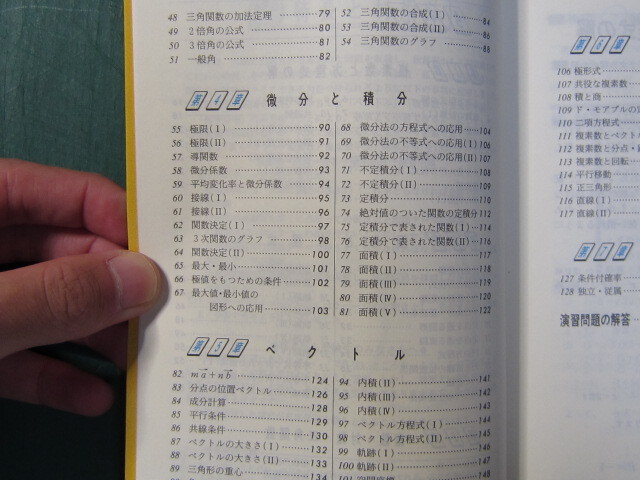 48 三角関数の加法定理 79
49 2倍角の公式 80
50 3倍角の公式 81
51 一般角 82
52 三角関数の合成(I) 84
53 三角関数の合成(II) 86
54 三角関数のグラフ 88
第4章 微分と積分
55 極限(I) 90
56 極限(II) 91
57 導関数 92
58 微分係数 93
59 平均変化率と微分係数 94
60 接線(I) 95
61 接線(II) 96
62 関数決定(I) 97
63 3次関数のグラフ 98
64 関数決定(II) 100
65 最大・最小 101
66 極値をもつための条件 102
67 最大値・最小値の
図形への応用 103
68 微分法の方程式への応用 104
69 微分法の不等式への応用(I) 106
70 微分法の不等式への応用(II) 107
71 不定積分(I) 108
72 不定積分(II) 109
73 定積分 110
74 絶対値のついた関数の定積分 112
75 定積分で表された関数(I) 114
76 定積分で表された関数(II) 116
77 面積(I) 117
78 面積(II) 118
79 面積(III) 119
80 面積(IV) 120
81 面積(V) 122
第5章 ベクトル
82 ma+nb 124
83 分点の位置ベクトル 126
84 成分計算 128
85 平行条件 129
86 共線条件 130
87 ベクトルの大きさ(I) 132
88 ベクトルの大きさ(II) 133
89 三角形の重心 134
94 内積(II) 141
95 内積(III) 142
96 内積(IV) 143
97 ベクトル方程式(I) 144
98 ベクトル方程式(II) 145
99 軌跡(I) 146
100 軌跡(II) 147
148
第6章
106 極形式
107 共役な複素数
108 積と商
109 ド・モアブルの
110 二項方程式
111 複素数とベクト
112 複素数と分点・
113 複素数と回転
114 平行移動
115 正三角形
116 直線(I)
117 直線(II)
第7章
127 条件付確率
128 独立・従属
演習問題の解答